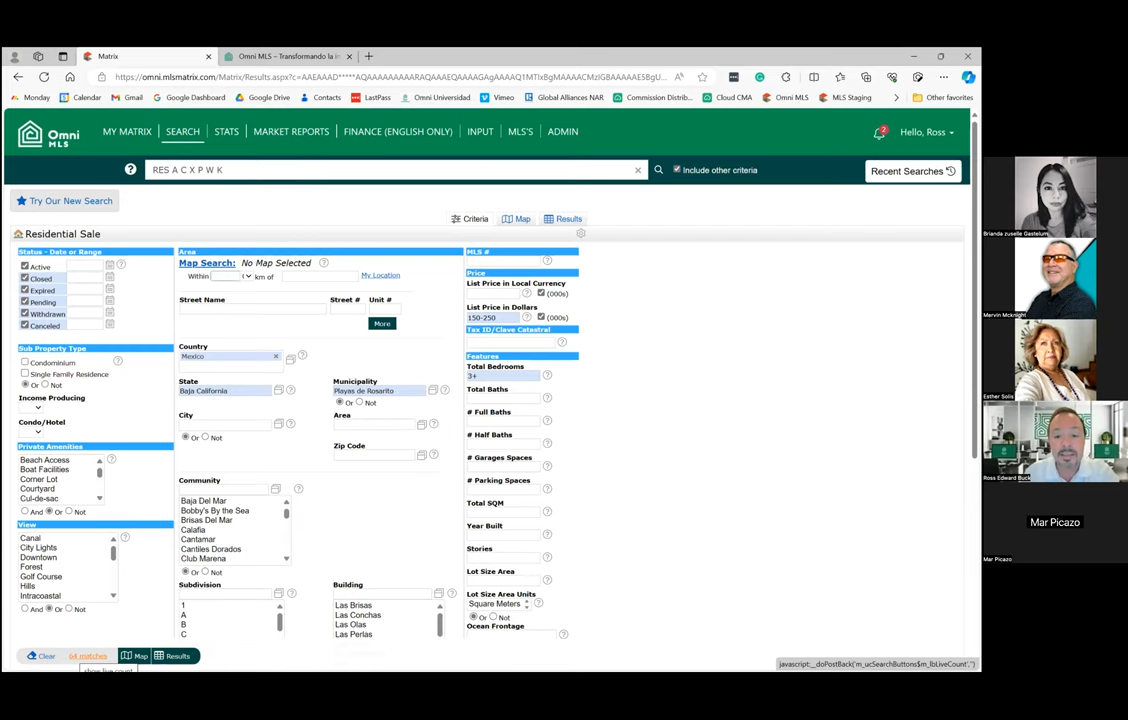 Matrix
Omni MLS – Transformando la in
https://omni.mlsmatrix.com/Matrix/Results.aspx?c=AAEAAAD*****AQAAAAAAAAARAQAAAEQAAAAGAgAAAAQ1MTIxBgMAAAACMzIGBAAAAAE5BgU...
Monday
Calendar
Gmail
Google Dashboard
Google Drive
Contacts
LastPass
Omni Universidad
Vimeo
Global Alliances NAR
Commission Distrib...
Cloud CMA
Omni MLS
MLS Staging
Other favorites
Omni
MLS
MY MATRIX
SEARCH
STATS
MARKET REPORTS
FINANCE (ENGLISH ONLY)
INPUT
MLS'S
ADMIN
2
Hello, Ross
RES A C X P W K
Include other criteria
Recent Searches
Try Our New Search
Criteria
Map
Results
Residential Sale
Status - Date or Range
Active
Closed
Expired
Pending
Withdrawn
Canceled
Sub Property Type
Condominium
Single Family Residence
Or Not
Income Producing
Condo/Hotel
Private Amenities
Beach Access
Boat Facilities
Corner Lot
Courtyard
Cul-de-sac
And Or Not
View
Canal
City Lights
Downtown
Forest
Golf Course
Hills
Intracoastal
And Or Not
Area
Map Search: No Map Selected
Within
km of
My Location
Street Name
Street #
Unit #
More
Country
Mexico
State
Baja California
Municipality
Playas de Rosarito
Or Not
City
Or Not
Area
Zip Code
Community
Baja Del Mar
Bobby's By the Sea
Brisas Del Mar
Calafia
Cantamar
Cantiles Dorados
Club Marena
Or Not
Subdivision
1
A
B
C
Building
Las Brisas
Las Conchas
Las Olas
Las Perlas
MLS #
Price
List Price in Local Currency
(000s)
List Price in Dollars
150-250
(000s)
Tax ID/Clave Catastral
Features
Total Bedrooms
3+
Total Baths
# Full Baths
# Half Baths
# Garages Spaces
# Parking Spaces
Total SQM
Year Built
Stories
Lot Size Area
Lot Size Area Units
Square Meters
Or Not
Ocean Frontage
Clear
64 matches
Map
Results
show live count
javascript:__doPostBack('m_ucSearchButtons$m_lbLiveCount','')
Brianda zuselle Gastelum
Mervin Mcknight
Esther Solis
Ross Edward Buck
Mar Picazo
Mar Picazo